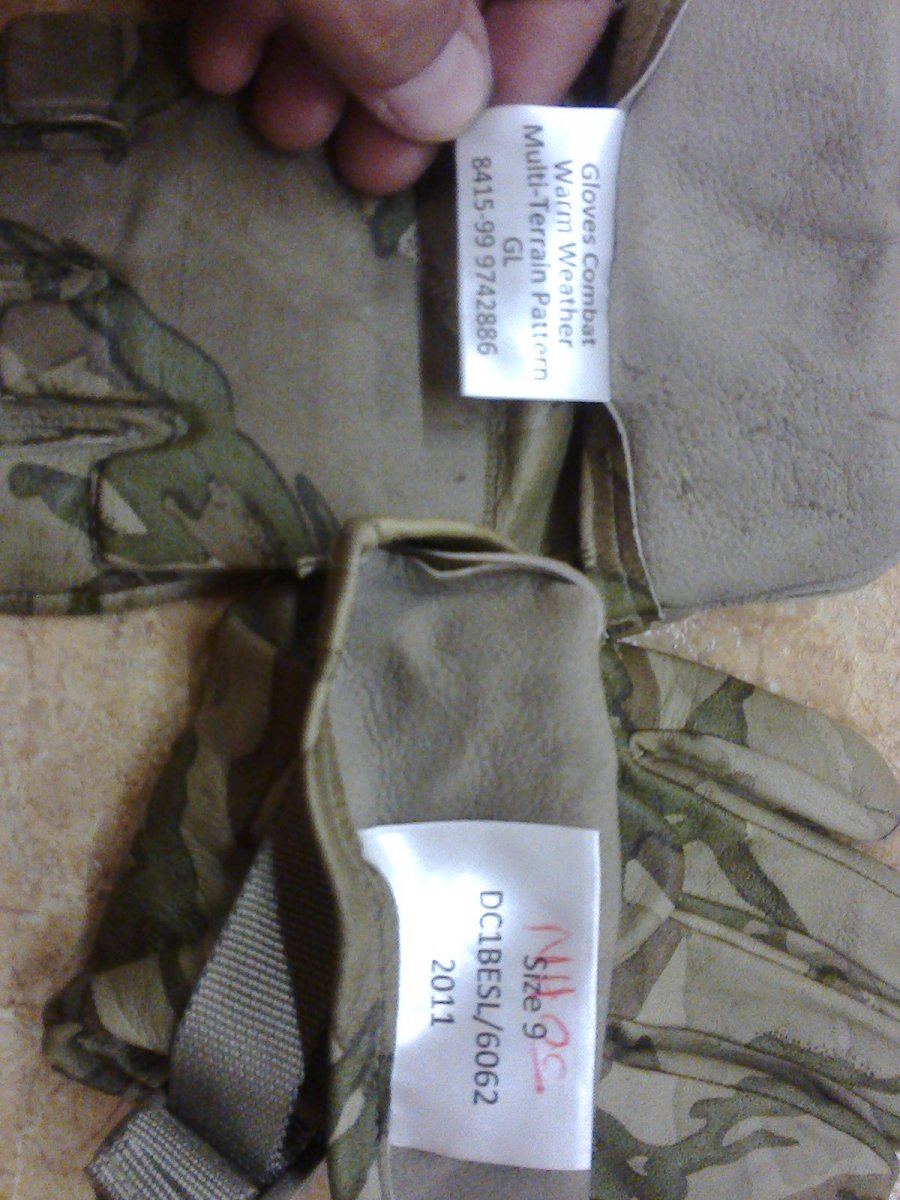 Gloves Combat
Warm Weather
Multi-Terrain Pattern
GL
8415-99 9742886
Size 9
DC1BESL/6062
2011